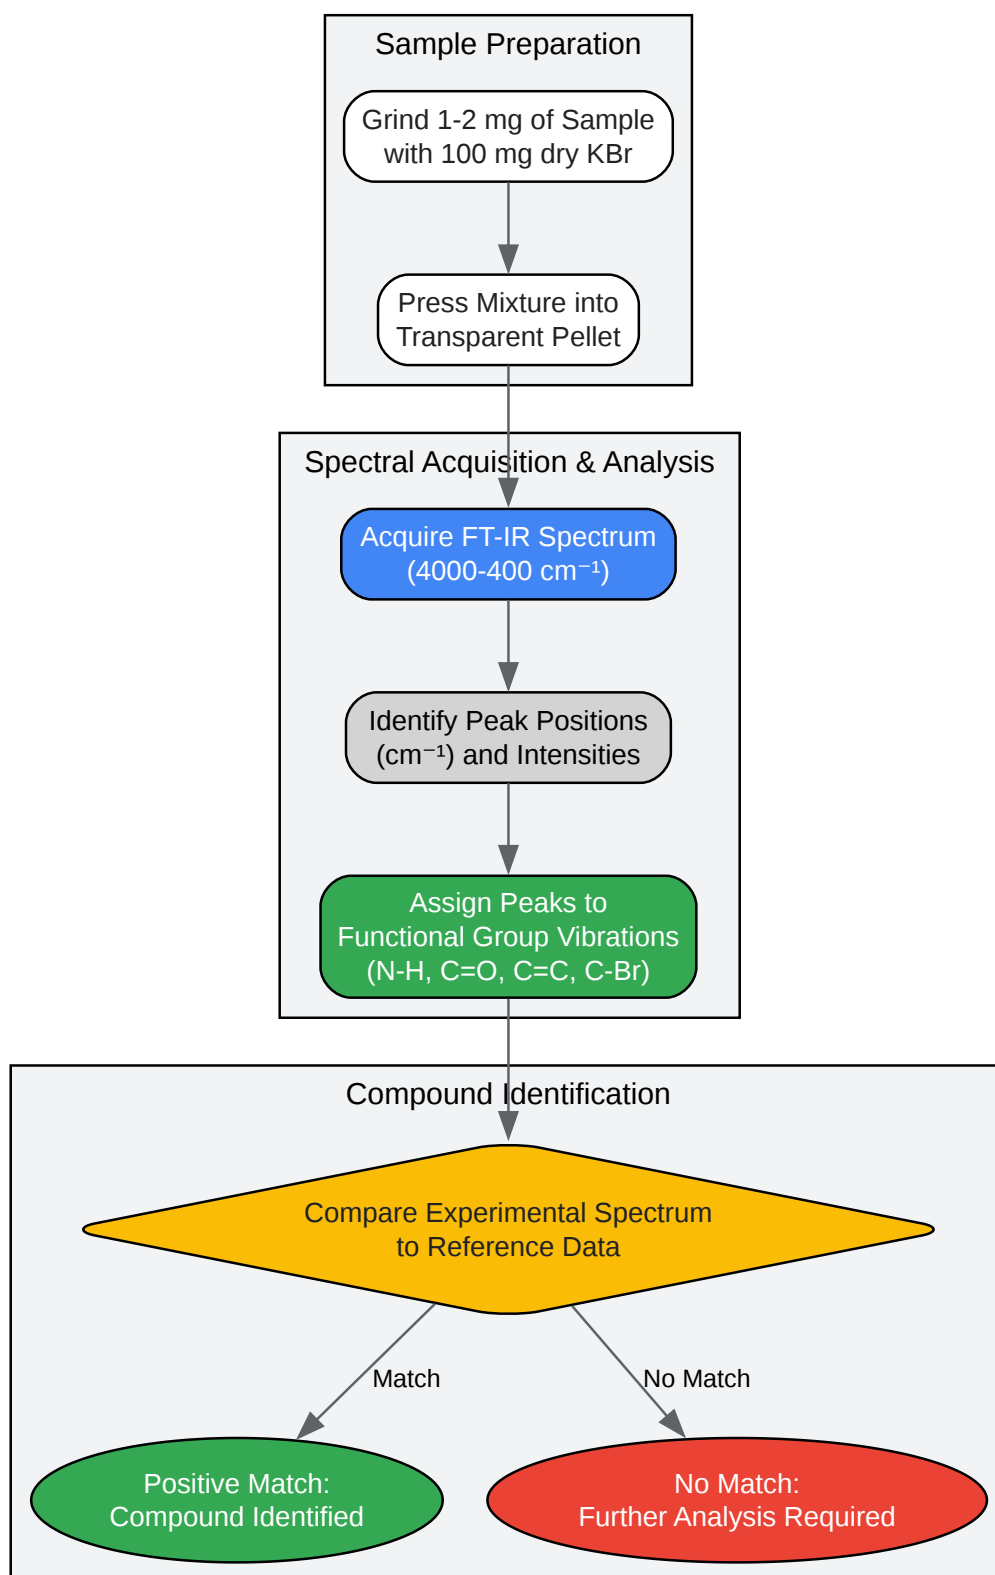 Sample Preparation
Grind 1-2 mg of Sample
with 100 mg dry KBr
Press Mixture into
Transparent Pellet
Spectral Acquisition & Analysis
Acquire FT-IR Spectrum
(4000-400 cm⁻¹)
Identify Peak Positions
(cm⁻¹) and Intensities
Assign Peaks to
Functional Group Vibrations
(N-H, C=O, C=C, C-Br)
Compound Identification
Compare Experimental Spectrum
to Reference Data
Match
No Match
Positive Match:
Compound Identified
No Match:
Further Analysis Required